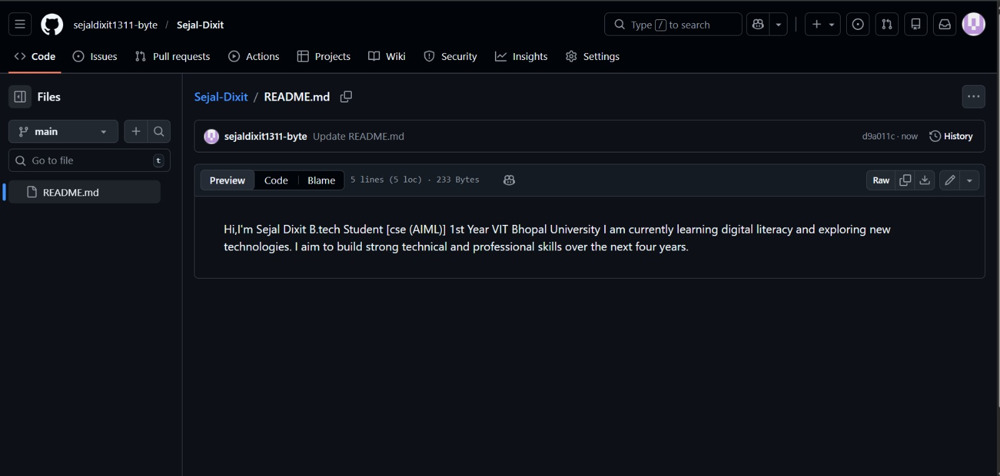 sejaldixit1311-byte / Sejal-Dixit
Type / to search
Code Issues Pull requests Actions Projects Wiki Security Insights Settings
Files
main
Go to file t
README.md
Sejal-Dixit / README.md
sejaldixit1311-byte Update README.md d9a011c · now History
Preview Code Blame 5 lines (5 loc) · 233 Bytes Raw
Hi,I'm Sejal Dixit B.tech Student [cse (AIML)] 1st Year VIT Bhopal University I am currently learning digital literacy and exploring new
technologies. I aim to build strong technical and professional skills over the next four years.